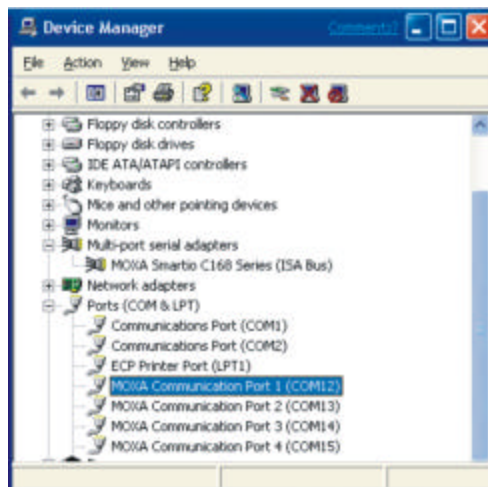 Device Manager
Comments?
File Action View Help
Floppy disk controllers
Floppy disk drives
IDE ATA/ATAPI controllers
Keyboards
Mice and other pointing devices
Monitors
Multi-port serial adapters
MOXA Smartio C168 Series (ISA Bus)
Network adapters
Ports (COM & LPT)
Communications Port (COM1)
Communications Port (COM2)
ECP Printer Port (LPT1)
MOXA Communication Port 1 (COM12)
MOXA Communication Port 2 (COM13)
MOXA Communication Port 3 (COM14)
MOXA Communication Port 4 (COM15)